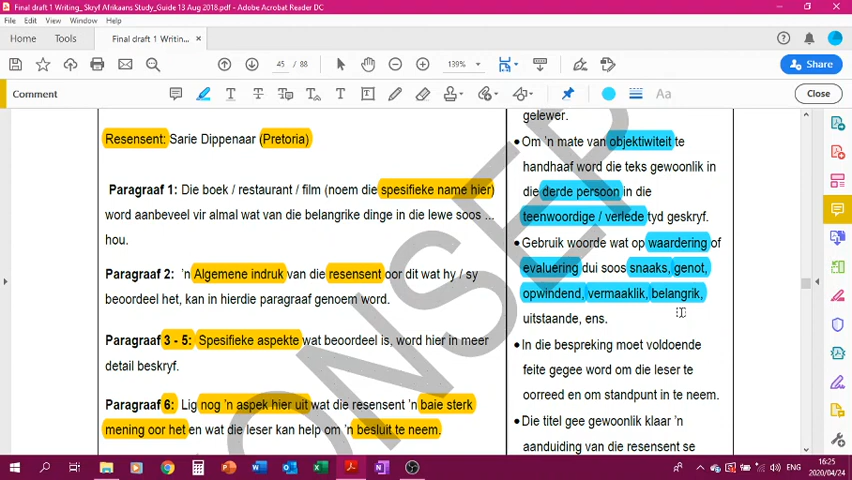 Final draft 1 Writing_ Skryf Afrikaans Study_Guide 13 Aug 2018.pdf - Adobe Acrobat Reader DC
File Edit View Window Help
Home Tools Final draft 1 Writin... × Share
45 / 88 139%
Comment Aa Close
Resensent: Sarie Dippenaar (Pretoria)
Paragraaf 1: Die boek / restaurant / film (noem die spesifieke name hier)
word aanbeveel vir almal wat van die belangrike dinge in die lewe soos ...
hou.
Paragraaf 2: 'n Algemene indruk van die resensent oor dit wat hy / sy
beoordeel het, kan in hierdie paragraaf genoem word.
Paragraaf 3 - 5: Spesifieke aspekte wat beoordeel is, word hier in meer
detail beskryf.
Paragraaf 6: Lig nog 'n aspek hier uit wat die resensent 'n baie sterk
mening oor het en wat die leser kan help om 'n besluit te neem.
gelewer.
• Om 'n mate van objektiwiteit te
handhaaf word die teks gewoonlik in
die derde persoon in die
teenwoordige / verlede tyd geskryf.
• Gebruik woorde wat op waardering of
evaluering dui soos snaaks, genot,
opwindend, vermaaklik, belangrik,
uitstaande, ens.
• In die bespreking moet voldoende
feite gegee word om die leser te
oorreed en om standpunt in te neem.
• Die titel gee gewoonlik klaar 'n
aanduiding van die resensent se
ONSEP
ENG 16:25
2020/04/24